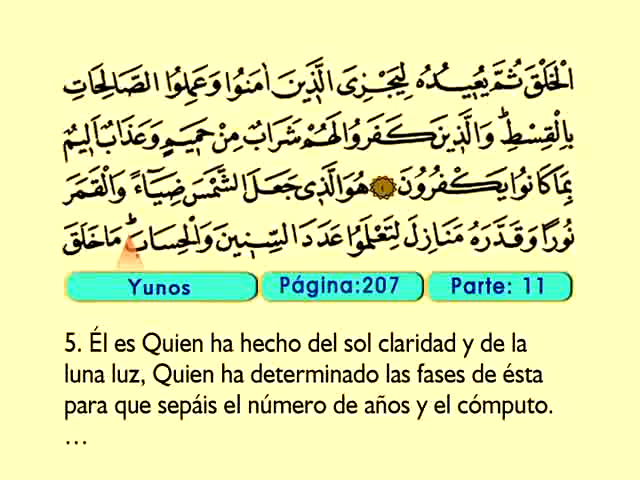 الْخَلْقَ ثُمَّ يُعِيدُهُ لِيَجْزِىَ الَّذِينَ اٰمَنُوا وَعَمِلُوا الصَّالِحَاتِ
بِالْقِسْطِ ۚ وَالَّذِينَ كَفَرُوا لَهُمْ شَرَابٌ مِنْ حَمِيمٍ وَعَذَابٌ اَلِيمٌ
بِمَا كَانُوا يَكْفُرُونَ ﴿٤﴾ هُوَ الَّذِى جَعَلَ الشَّمْسَ ضِيَاءً وَالْقَمَرَ
نُورًا وَقَدَّرَهُ مَنَازِلَ لِتَعْلَمُوا عَدَدَ السِّنِينَ وَالْحِسَابَ ۚ مَا خَلَقَ
Yunos Página:207 Parte: 11
5. Él es Quien ha hecho del sol claridad y de la
luna luz, Quien ha determinado las fases de ésta
para que sepáis el número de años y el cómputo.
…